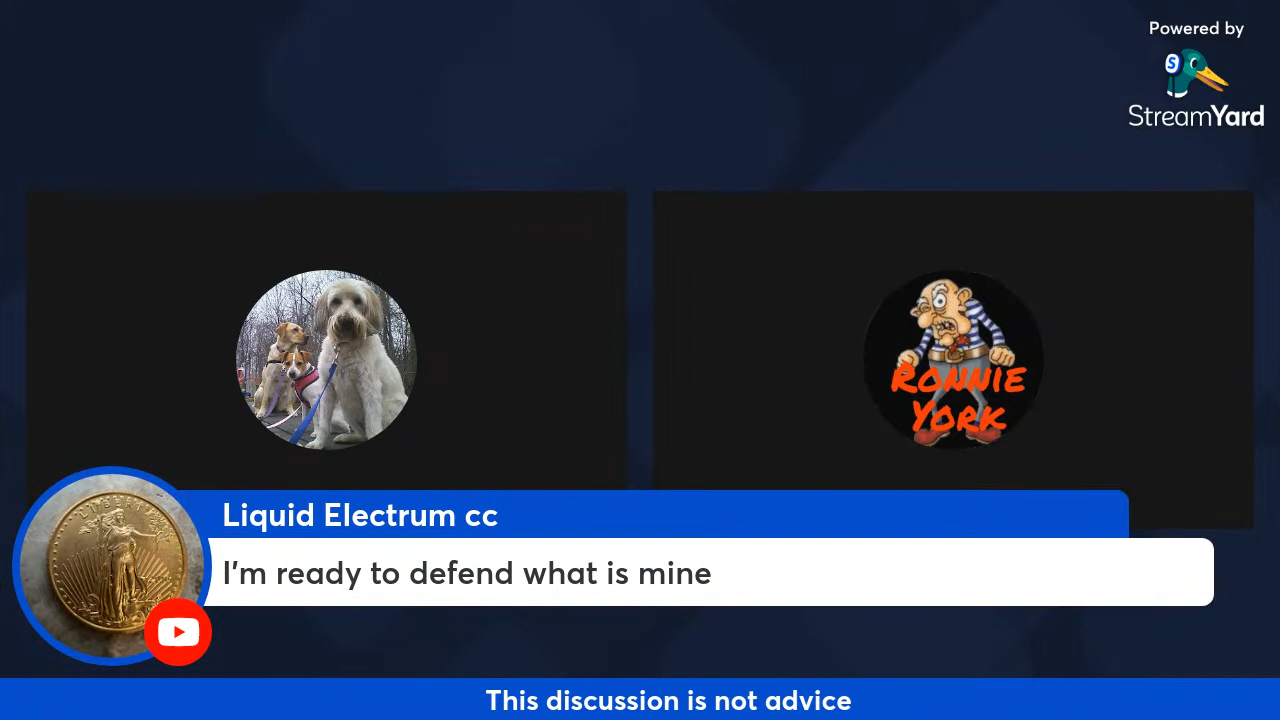 Powered by
S
StreamYard
RONNIE
YORK
LIBERTY
Liquid Electrum cc
I'm ready to defend what is mine
This discussion is not advice